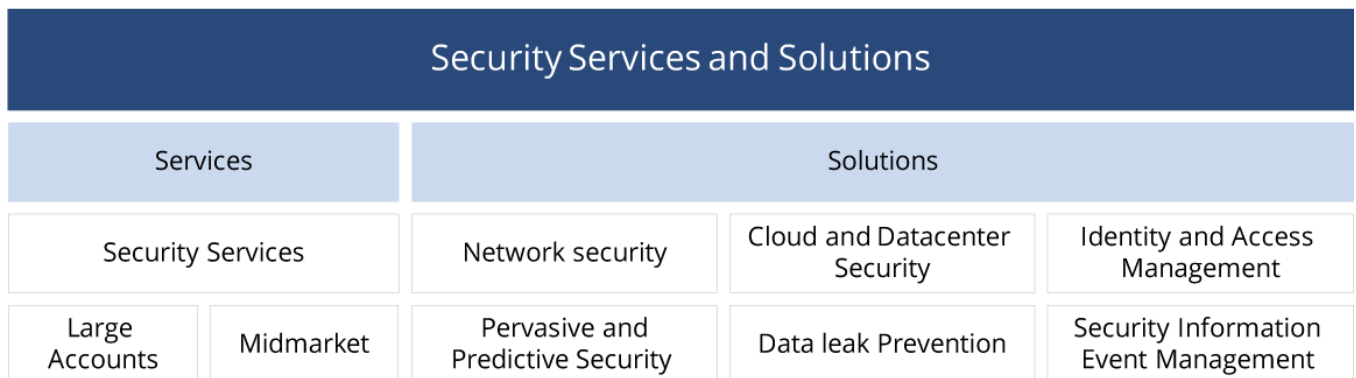 Security Services and Solutions
Services
Solutions
Security Services
Network security
Cloud and Datacenter
Security
Identity and Access
Management
Large
Accounts
Midmarket
Pervasive and
Predictive Security
Data leak Prevention
Security Information
Event Management